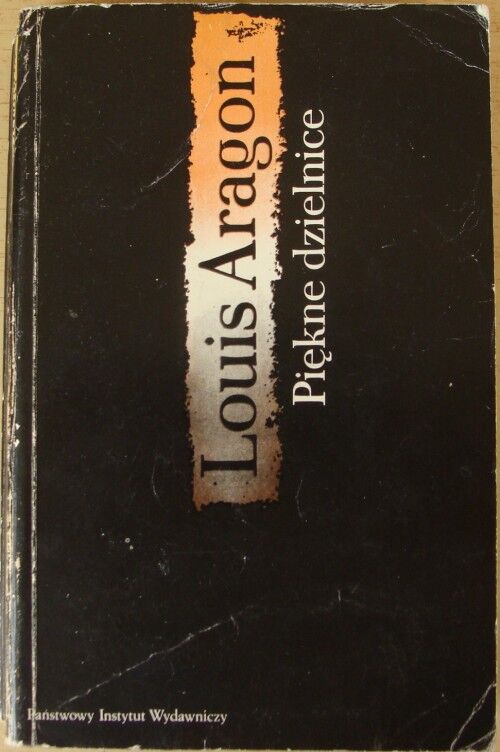 Louis Aragon
Piękne dzielnice
Państwowy Instytut Wydawniczy